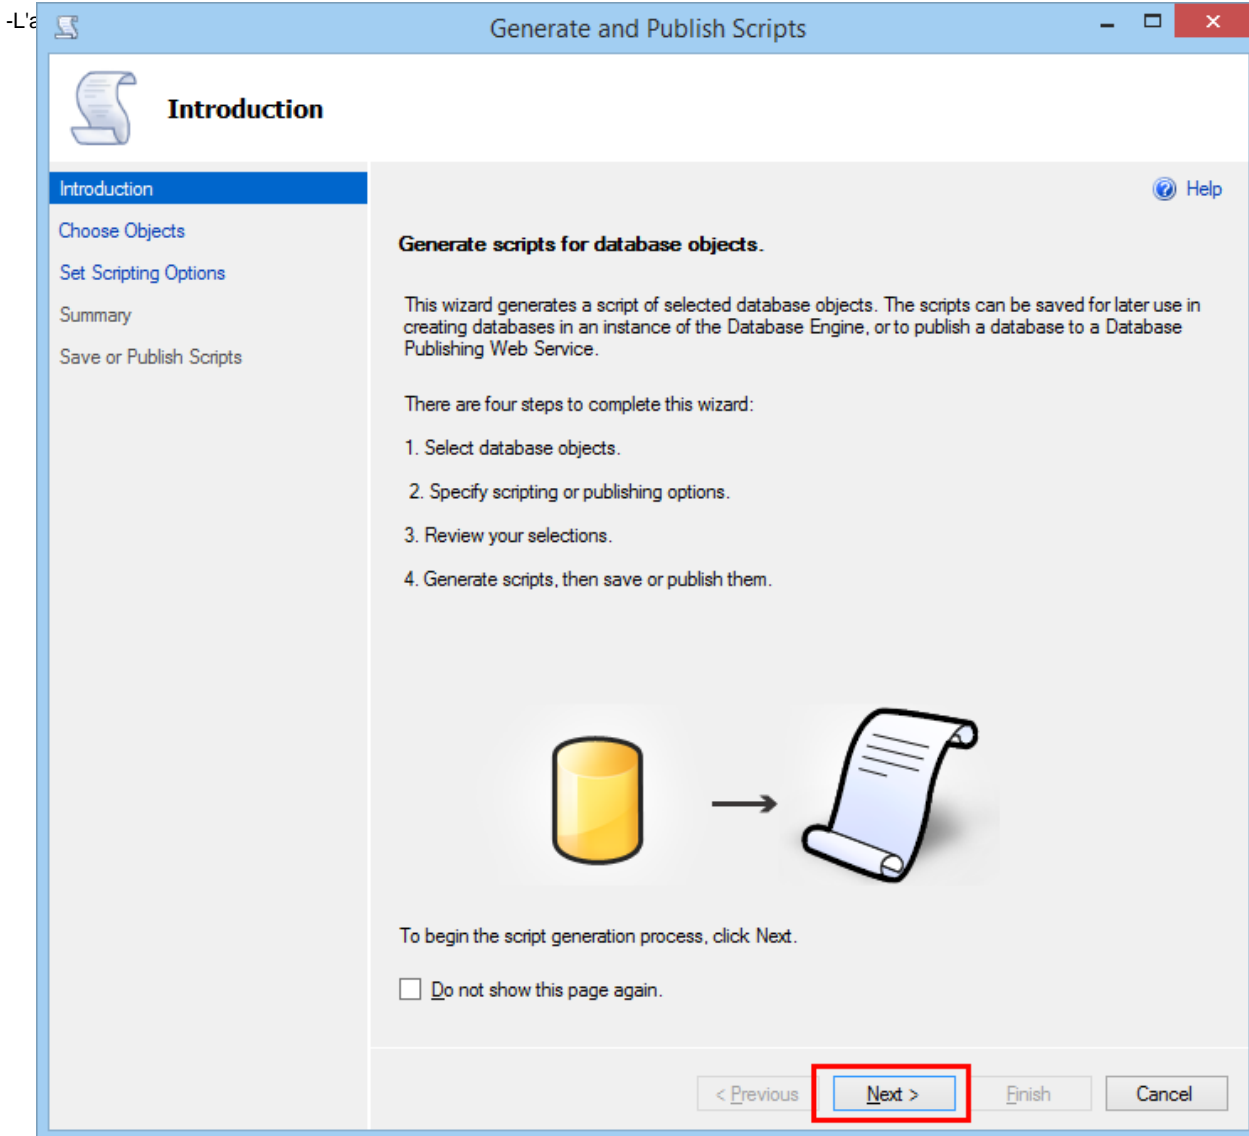 -L'a
Generate and Publish Scripts
Introduction
Introduction
Help
Choose Objects
Generate scripts for database objects.
Set Scripting Options
This wizard generates a script of selected database objects. The scripts can be saved for later use in
creating databases in an instance of the Database Engine, or to publish a database to a Database
Publishing Web Service.
Summary
Save or Publish Scripts
There are four steps to complete this wizard:
1. Select database objects.
2. Specify scripting or publishing options.
3. Review your selections.
4. Generate scripts, then save or publish them.
To begin the script generation process, click Next.
Do not show this page again.
< Previous
Next >
Finish
Cancel